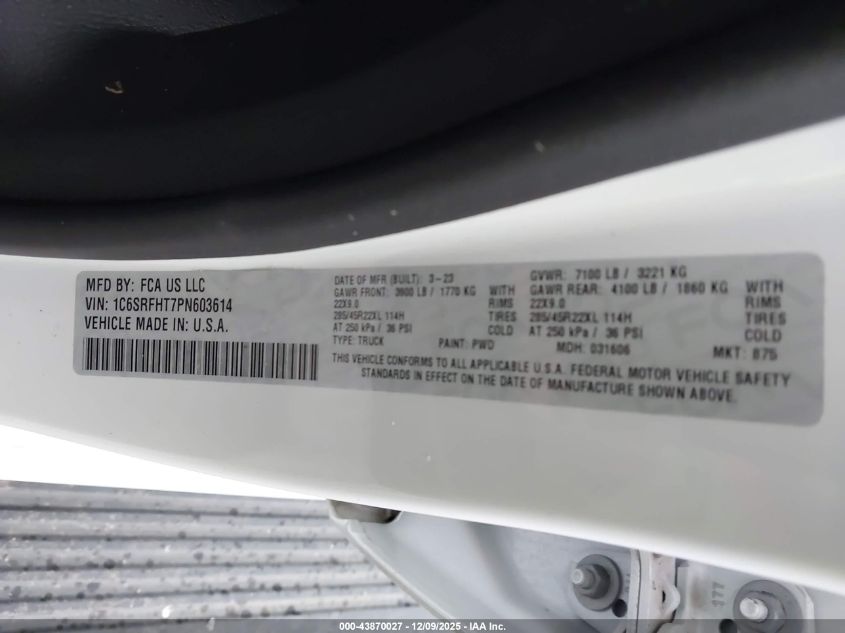 MFD BY: FCA US LLC
VIN: 1C6SRFHT7PN603614
VEHICLE MADE IN: U.S.A.
DATE OF MFR (BUILT): 3-23 GVWR: 7100 LB / 3221 KG
GAWR FRONT: 3900 LB / 1770 KG WITH GAWR REAR: 4100 LB / 1860 KG WITH
22X9.0 RIMS 22X9.0 RIMS
285/45R22XL 114H TIRES 285/45R22XL 114H TIRES
AT 250 kPa / 36 PSI COLD AT 250 kPa / 36 PSI COLD
TYPE: TRUCK PAINT: PWD MDH: 031606 MKT: B75
THIS VEHICLE CONFORMS TO ALL APPLICABLE U.S.A. FEDERAL MOTOR VEHICLE SAFETY
STANDARDS IN EFFECT ON THE DATE OF MANUFACTURE SHOWN ABOVE.
177
000-43870027 - 12/09/2025 - IAA Inc.